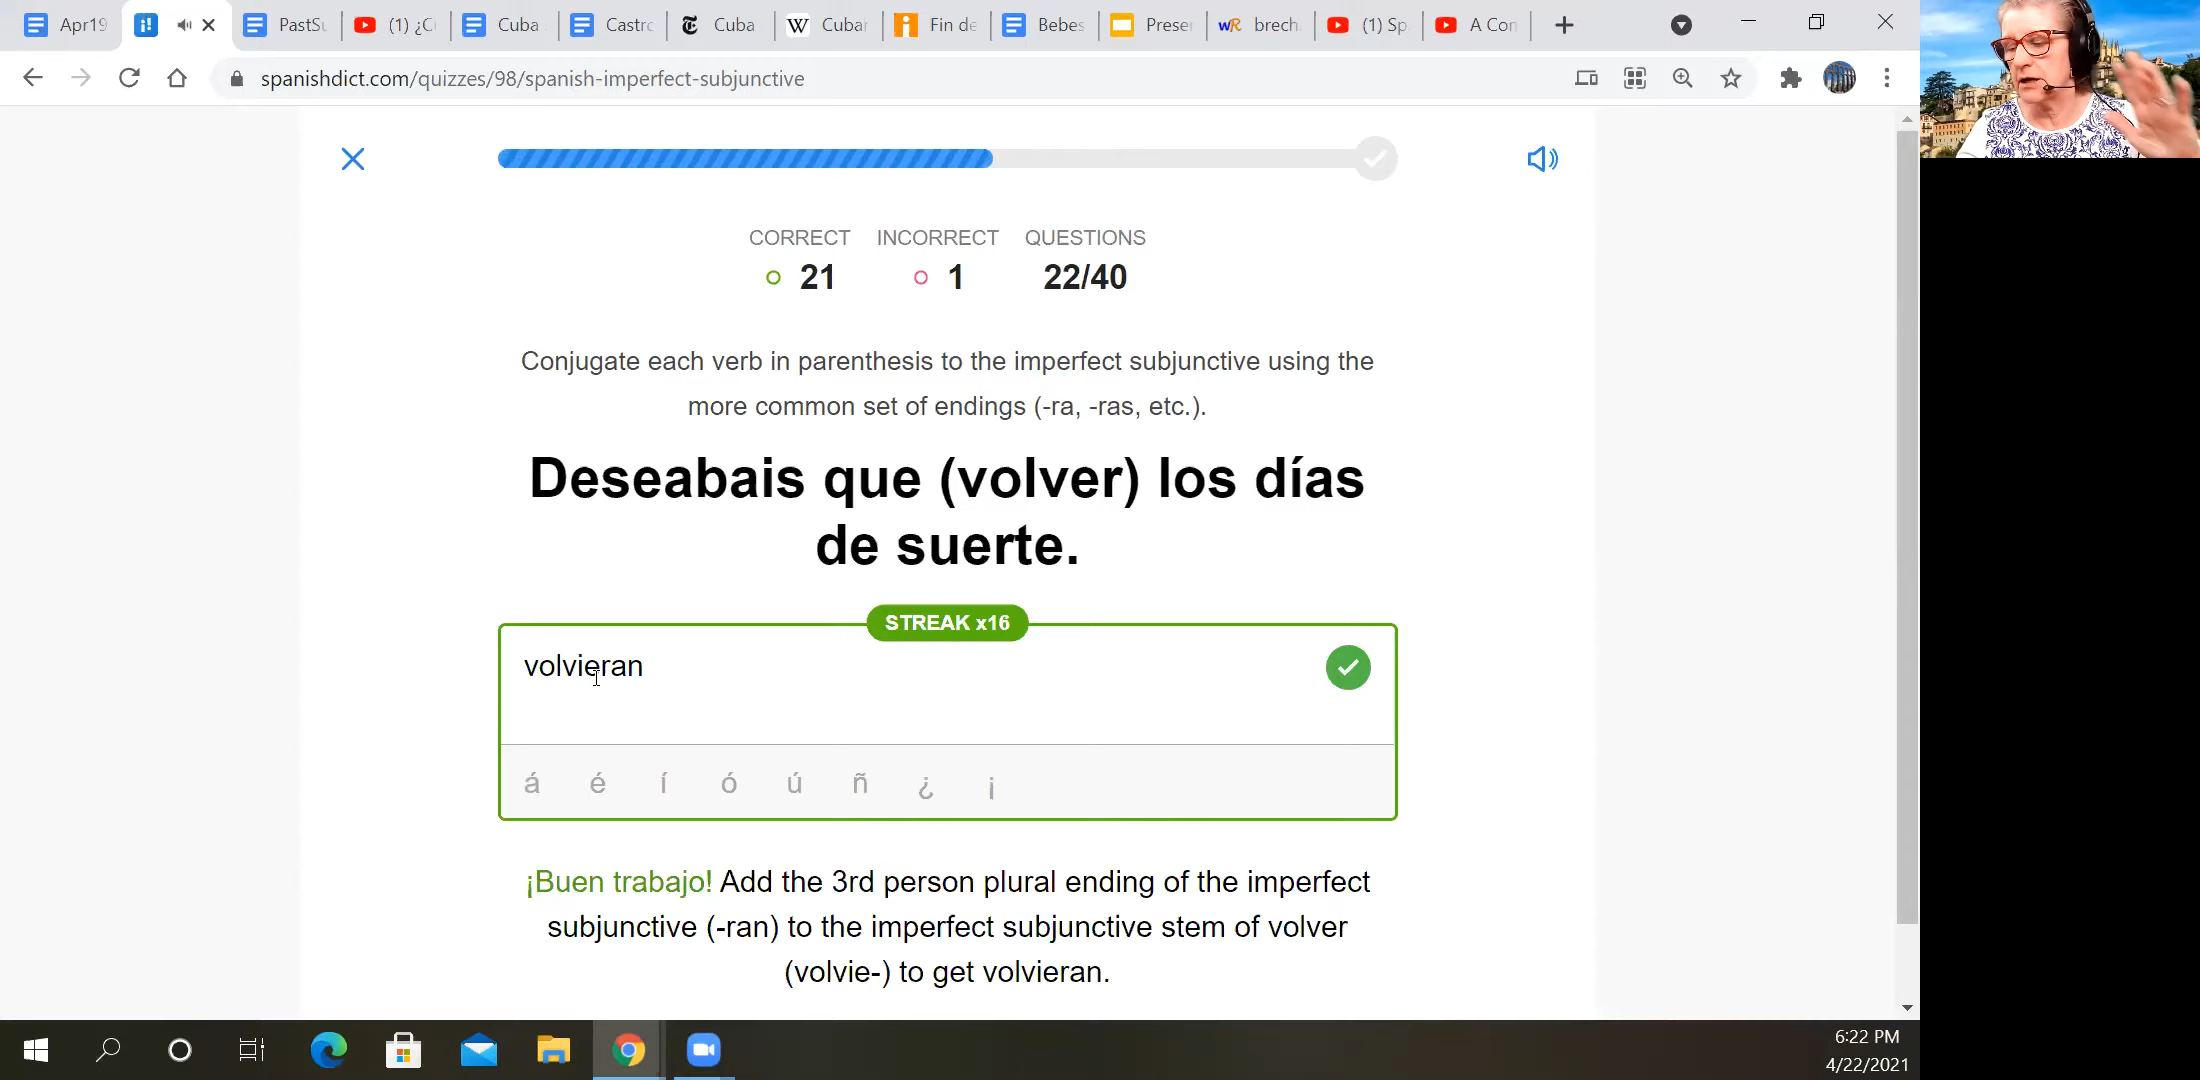 Apr19 PastSu (1) ¿C Cuba Castro Cuba Cubar Fin de Bebes Preser brech (1) Sp A Con
spanishdict.com/quizzes/98/spanish-imperfect-subjunctive
CORRECT INCORRECT QUESTIONS
21 1 22/40
Conjugate each verb in parenthesis to the imperfect subjunctive using the
more common set of endings (-ra, -ras, etc.).
Deseabais que (volver) los días
de suerte.
STREAK x16
volvieran
á é í ó ú ñ ¿ ¡
¡Buen trabajo! Add the 3rd person plural ending of the imperfect
subjunctive (-ran) to the imperfect subjunctive stem of volver
(volvie-) to get volvieran.
6:22 PM
4/22/2021